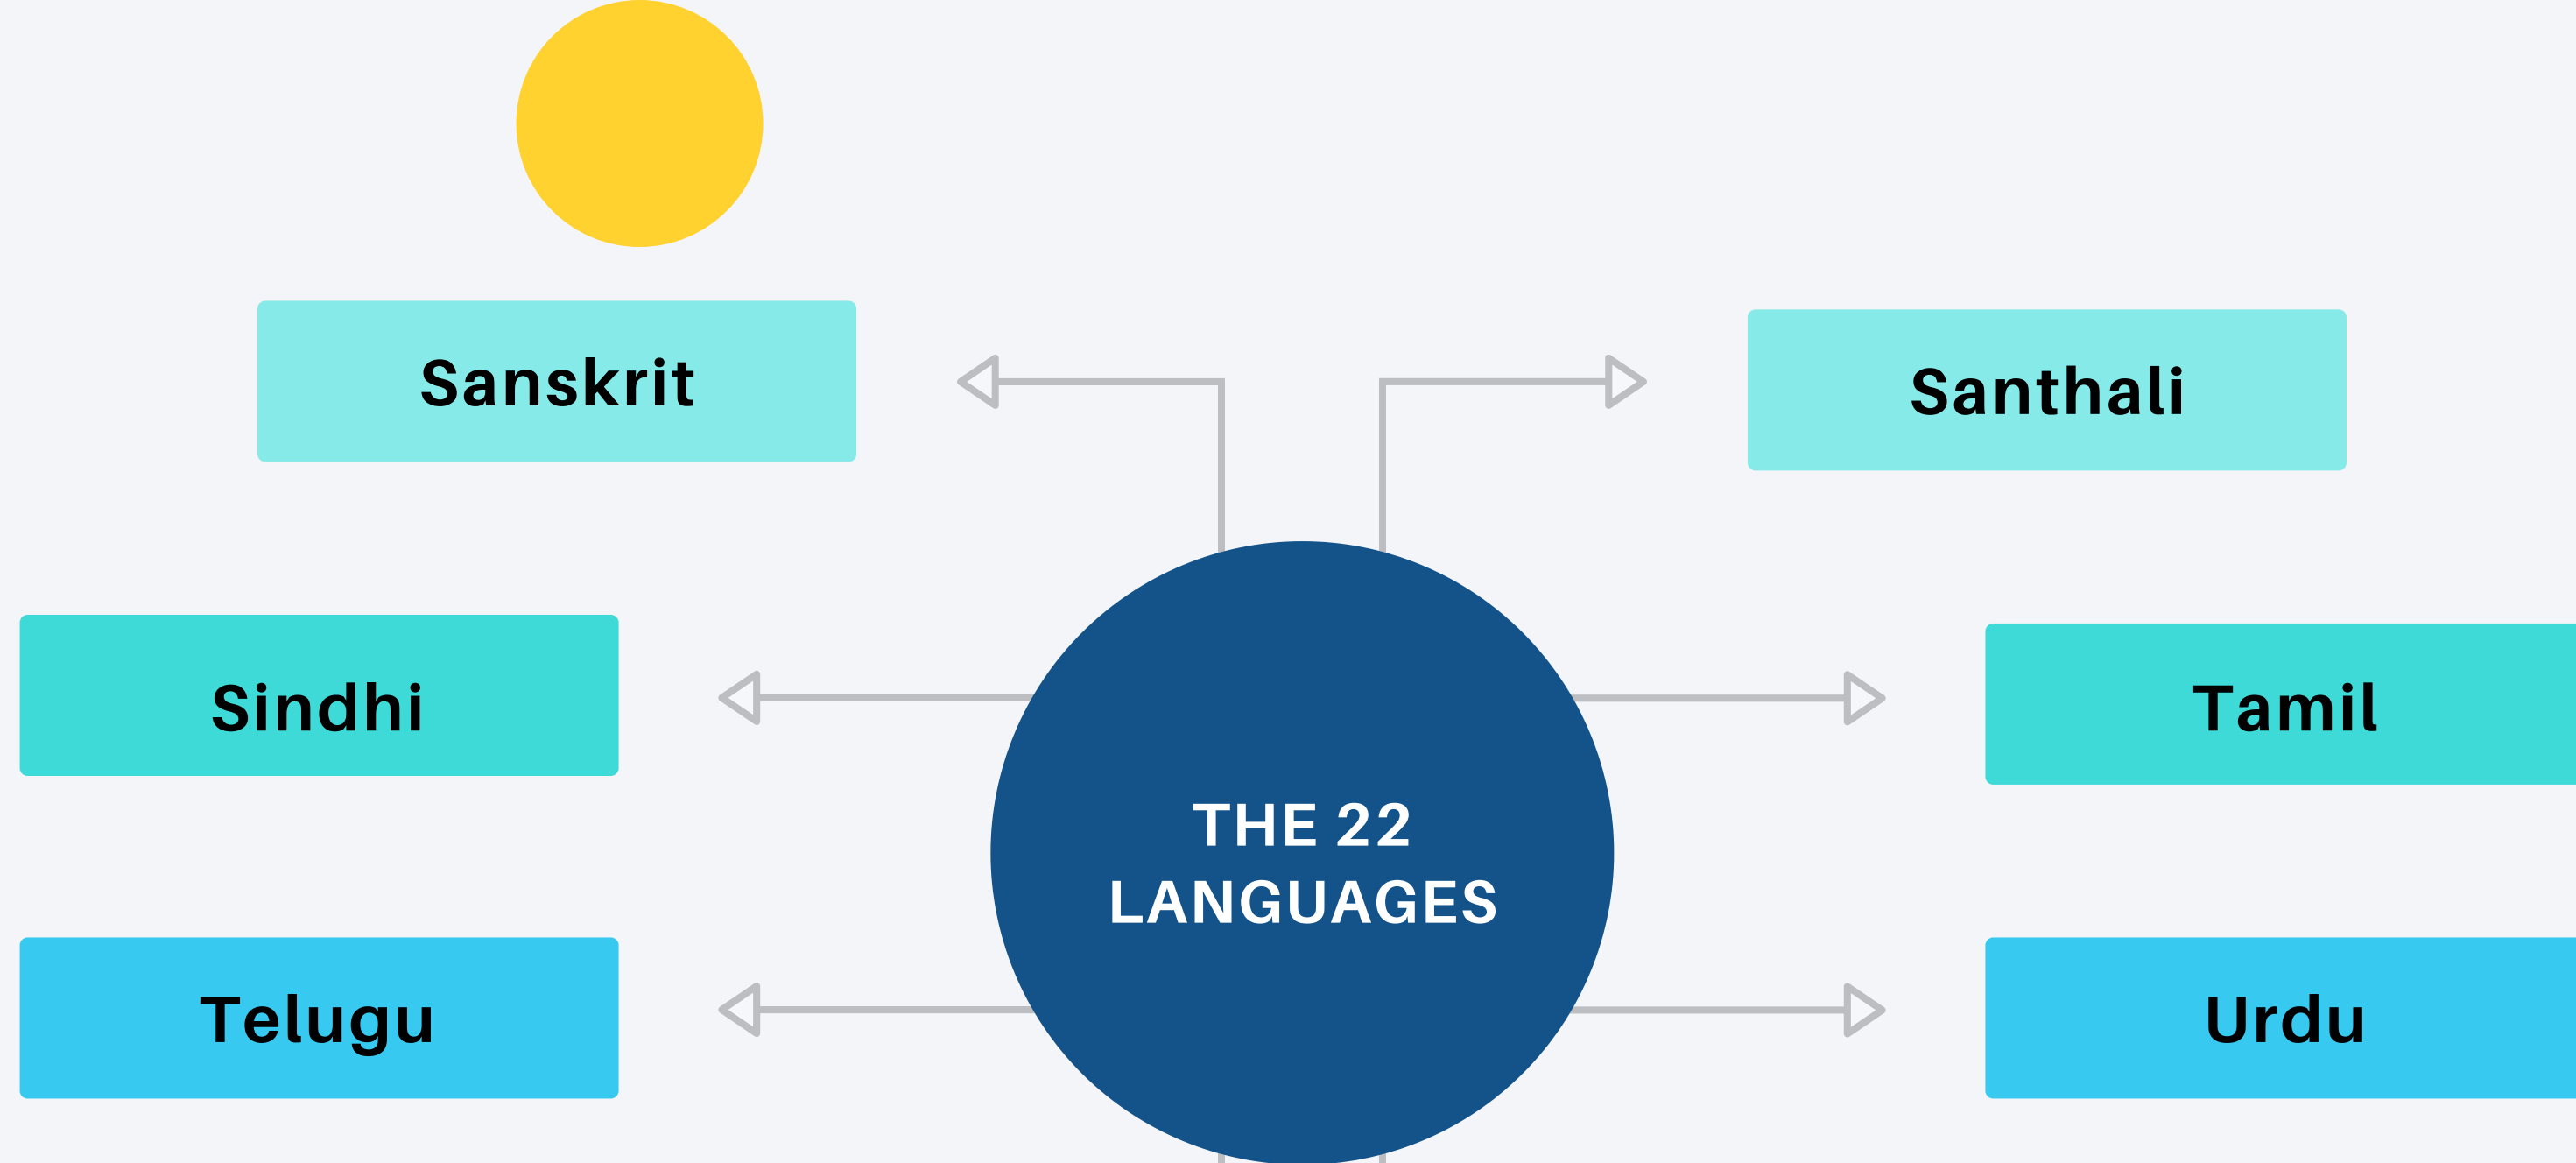 Sanskrit
Santhali
Sindhi
Tamil
THE 22
LANGUAGES
Telugu
Urdu